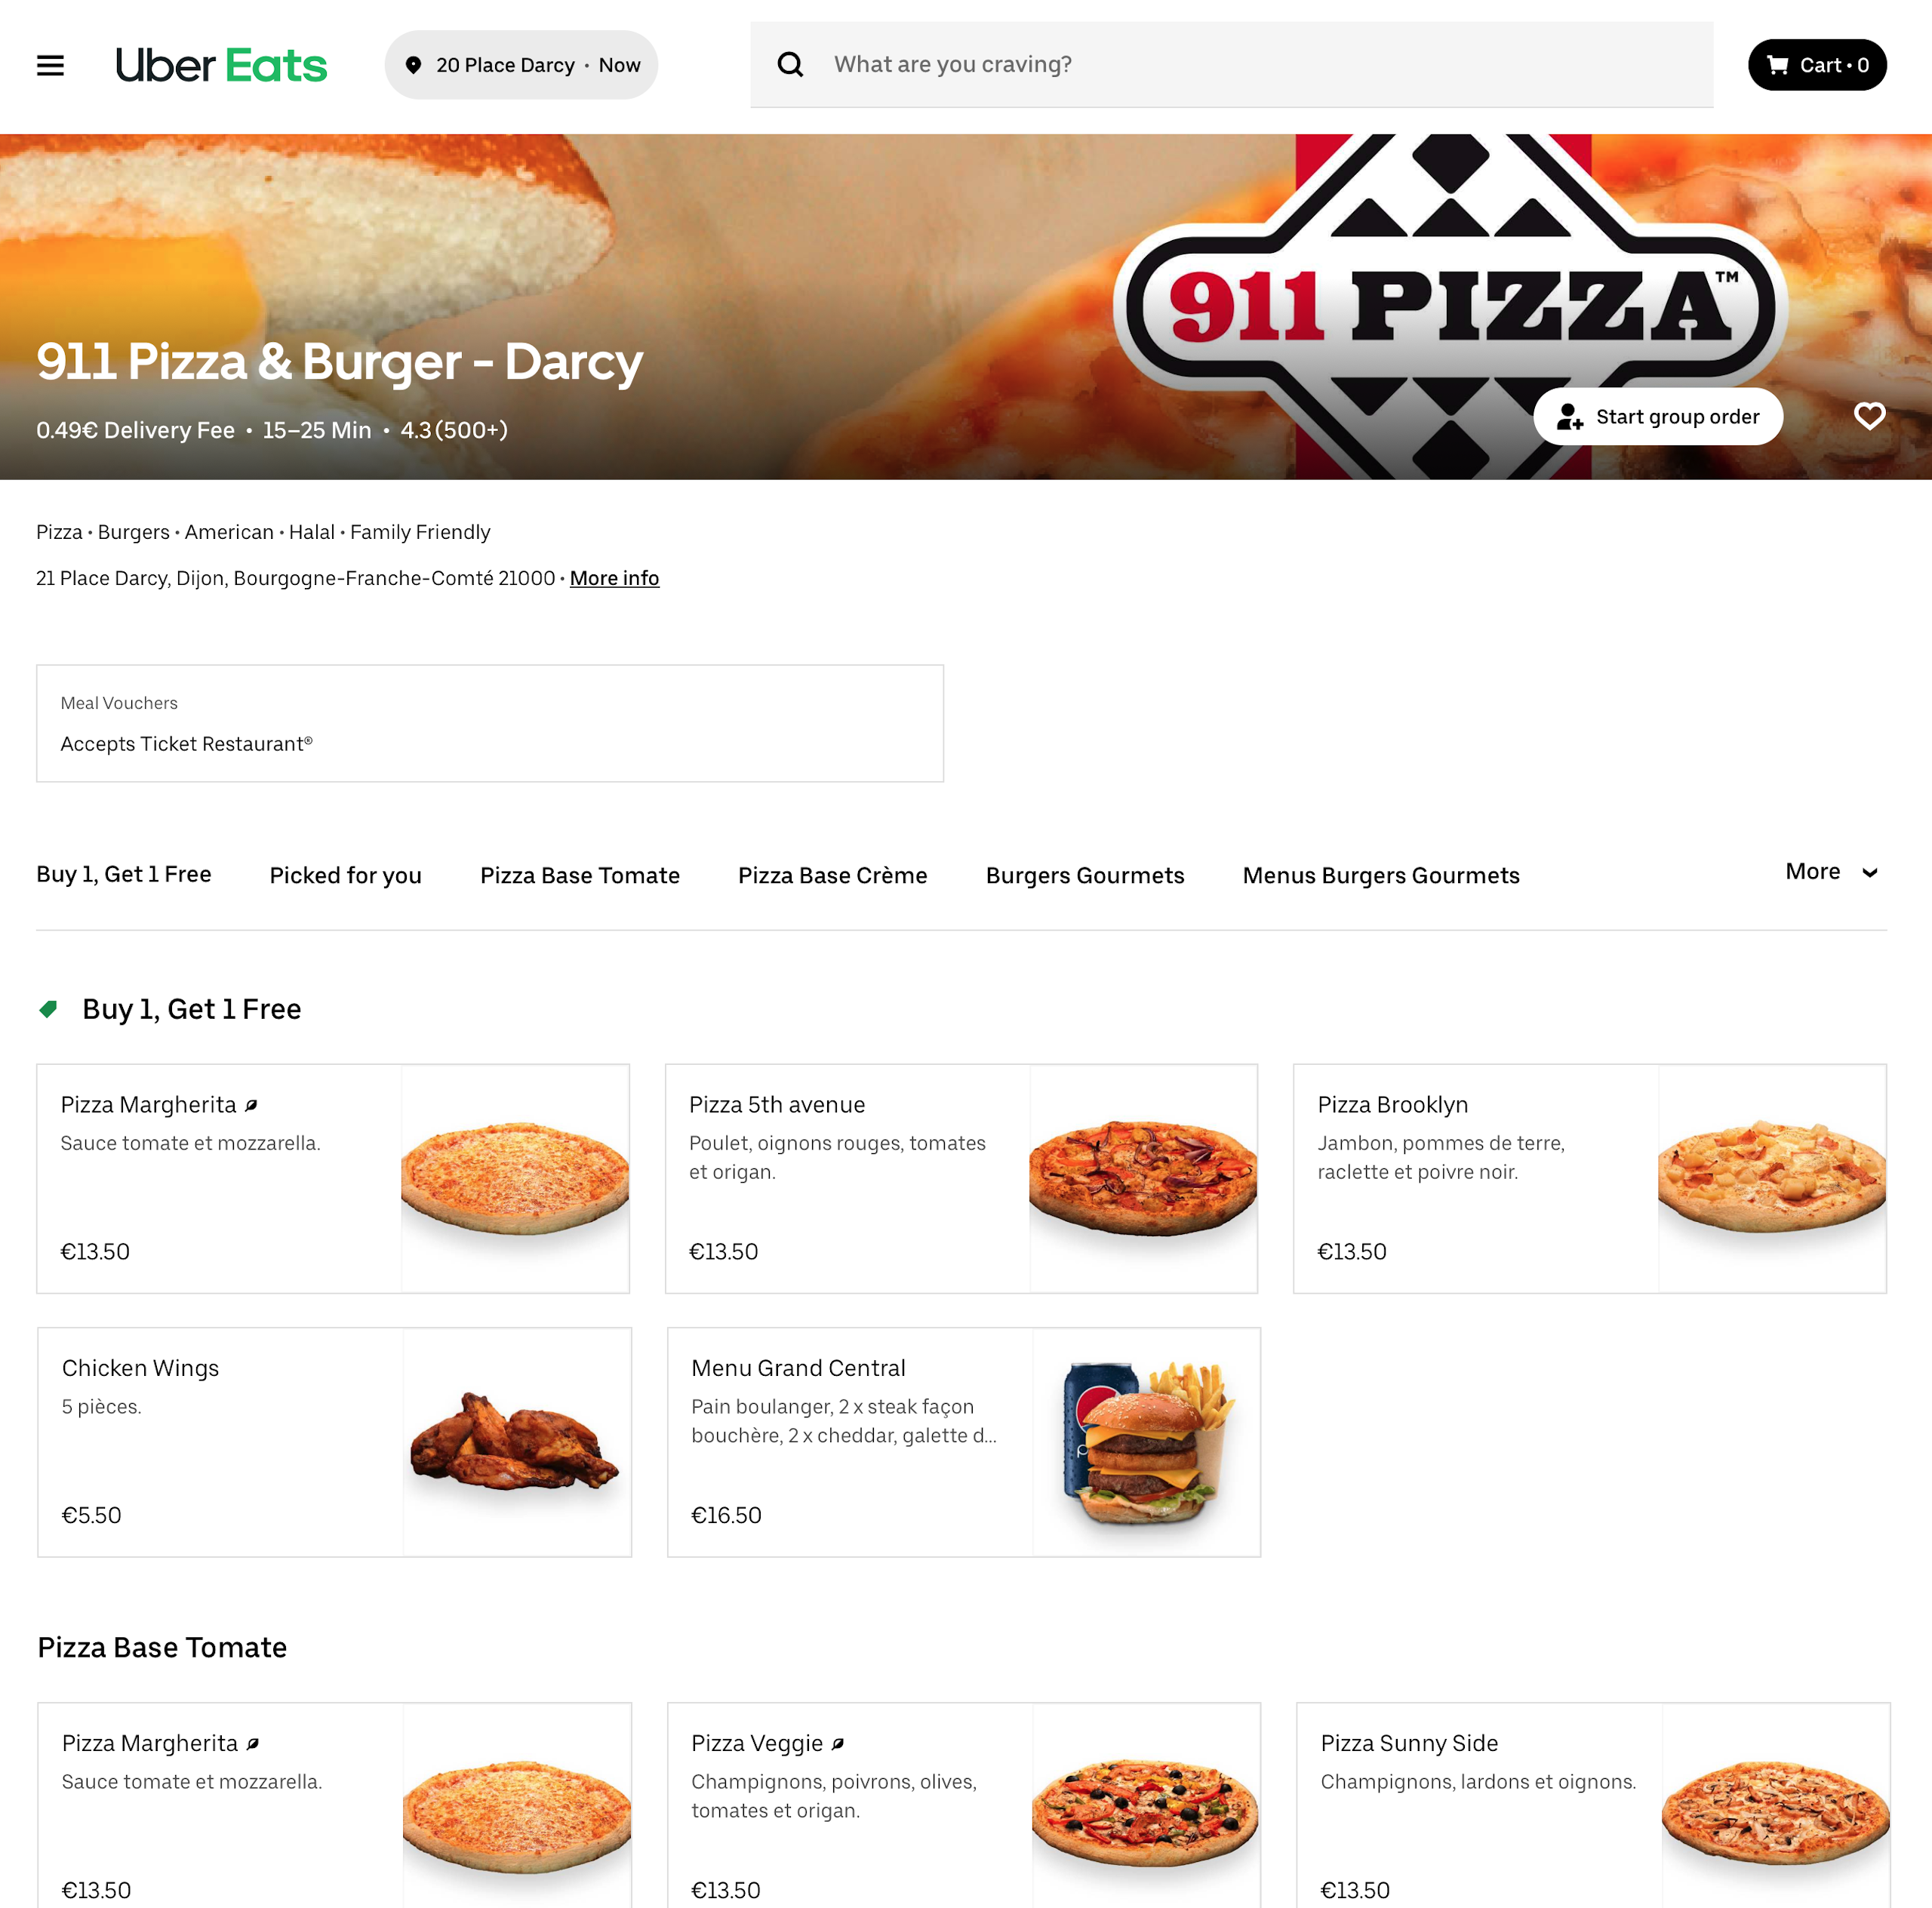 Uber Eats
20 Place Darcy • Now
What are you craving?
Cart • 0
911 PIZZA™
911 Pizza & Burger - Darcy
0.49€ Delivery Fee • 15–25 Min • 4.3 (500+)
Start group order
Pizza • Burgers • American • Halal • Family Friendly
21 Place Darcy, Dijon, Bourgogne-Franche-Comté 21000 • More info
Meal Vouchers
Accepts Ticket Restaurant®
Buy 1, Get 1 Free
Picked for you
Pizza Base Tomate
Pizza Base Crème
Burgers Gourmets
Menus Burgers Gourmets
More
Buy 1, Get 1 Free
Pizza Margherita
Sauce tomate et mozzarella.
€13.50
Pizza 5th avenue
Poulet, oignons rouges, tomates
et origan.
€13.50
Pizza Brooklyn
Jambon, pommes de terre,
raclette et poivre noir.
€13.50
Chicken Wings
5 pièces.
€5.50
Menu Grand Central
Pain boulanger, 2 x steak façon
bouchère, 2 x cheddar, galette d...
€16.50
Pizza Base Tomate
Pizza Margherita
Sauce tomate et mozzarella.
€13.50
Pizza Veggie
Champignons, poivrons, olives,
tomates et origan.
€13.50
Pizza Sunny Side
Champignons, lardons et oignons.
€13.50